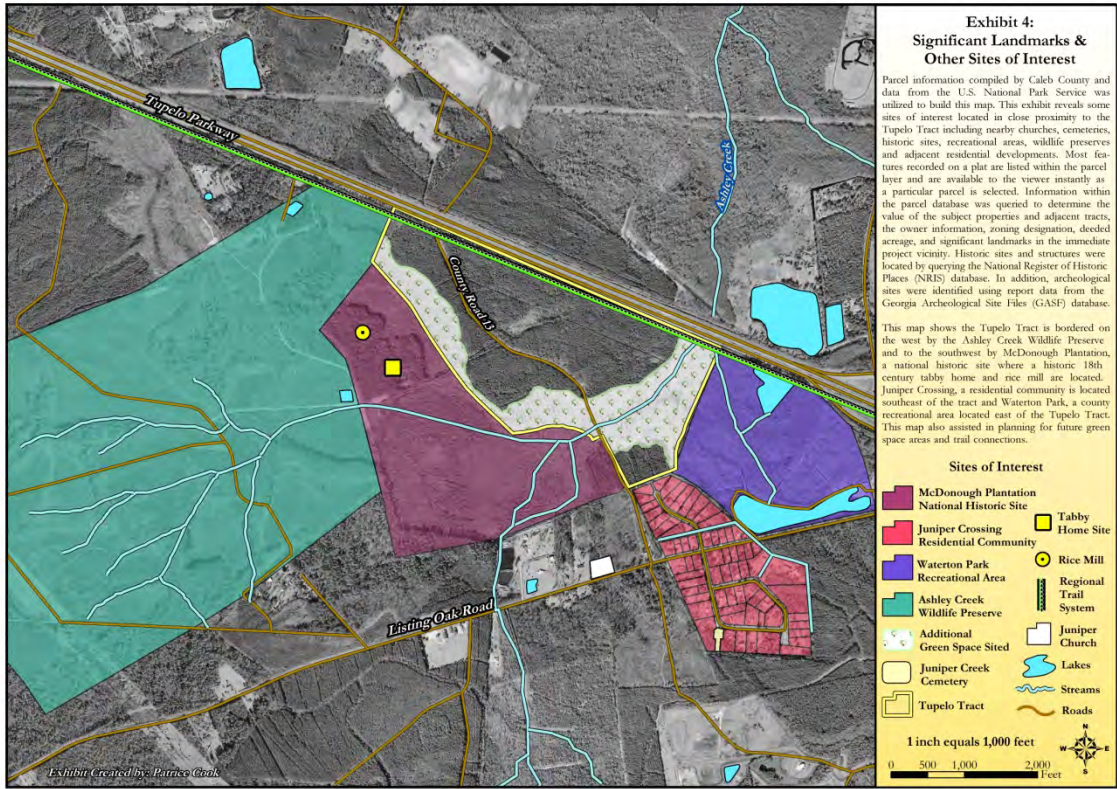 Exhibit 4:
Significant Landmarks &
Other Sites of Interest
Parcel information compiled by Caleb County and
data from the U.S. National Park Service was
utilized to build this map. This exhibit reveals some
sites of interest located in close proximity to the
Tupelo Tract including nearby churches, cemeteries,
historic sites, recreational areas, wildlife preserves
and adjacent residential developments. Most fea-
tures recorded on a plat are listed within the parcel
layer and are available to the viewer instantly as
a particular parcel is selected. Information within
the parcel database was queried to determine the
value of the subject properties and adjacent tracts,
the owner information, zoning designation, deeded
acreage, and significant landmarks in the immediate
project vicinity. Historic sites and structures were
located by querying the National Register of Historic
Places (NRIS) database. In addition, archeological
sites were identified using report data from the
Georgia Archeological Site Files (GASF) database.
This map shows the Tupelo Tract is bordered on
the west by the Ashley Creek Wildlife Preserve
and to the southwest by McDonough Plantation,
a national historic site where a historic 18th
century tabby home and rice mill are located.
Juniper Crossing, a residential community is located
southeast of the tract and Waterton Park, a county
recreational area located east of the Tupelo Tract.
This map also assisted in planning for future green
space areas and trail connections.
Sites of Interest
McDonough Plantation
National Historic Site
Juniper Crossing
Residential Community
Waterton Park
Recreational Area
Ashley Creek
Wildlife Preserve
Additional
Green Space Sited
Juniper Creek
Cemetery
Tupelo Tract
Tabby
Home Site
Rice Mill
Regional
Trail
System
Juniper
Church
Lakes
Streams
Roads
1 inch equals 1,000 feet
N
W
E
S
0 500 1,000 2,000
Feet
Tupelo Parkway
Ashley Creek
County Road 13
Listing Oak Road
Exhibit Created by: Patrice Cook